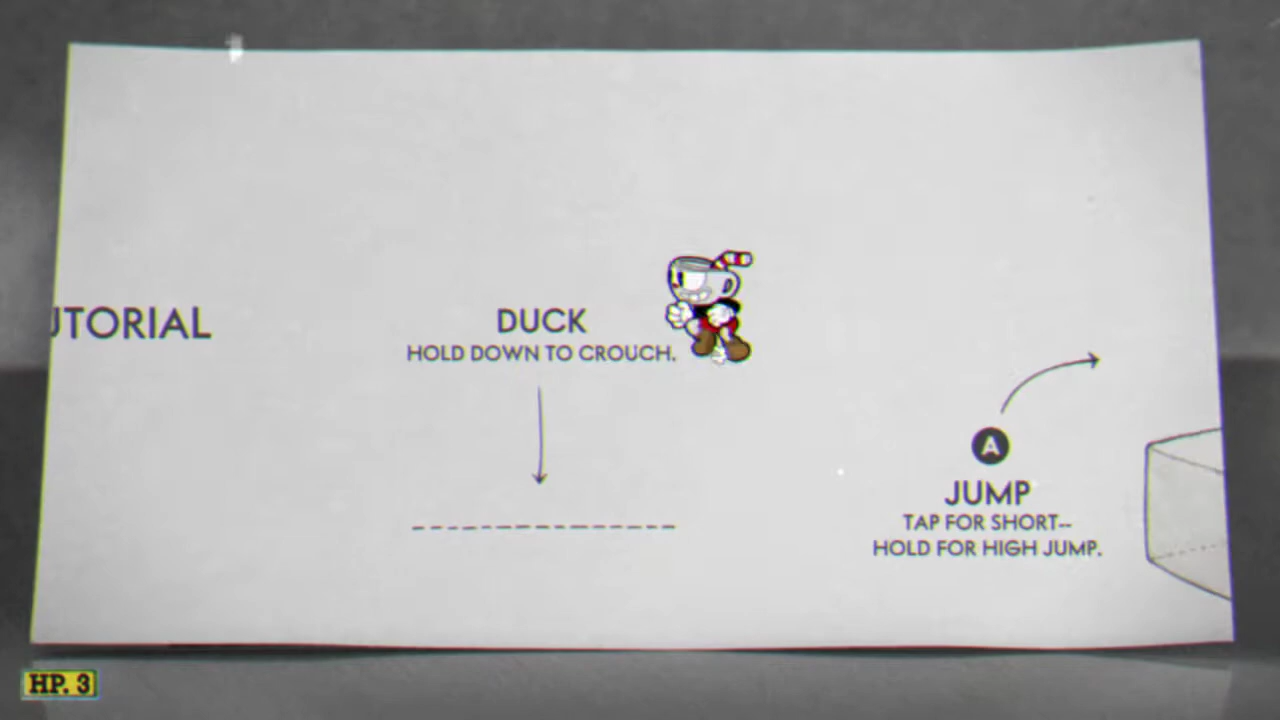 UTORIAL
DUCK
HOLD DOWN TO CROUCH.
A
JUMP
TAP FOR SHORT--
HOLD FOR HIGH JUMP.
HP. 3